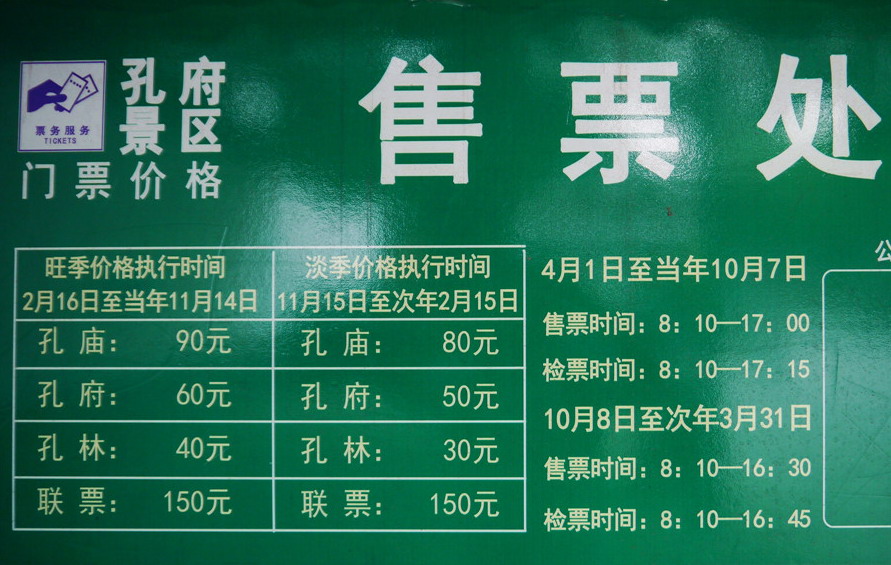 票务服务
TICKETS
孔府
景区
门票价格
售票处
旺季价格执行时间
2月16日至当年11月14日
孔庙： 90元
孔府： 60元
孔林： 40元
联票： 150元
淡季价格执行时间
11月15日至次年2月15日
孔庙： 80元
孔府： 50元
孔林： 30元
联票： 150元
4月1日至当年10月7日
售票时间：8：10—17：00
检票时间：8：10—17：15
10月8日至次年3月31日
售票时间：8：10—16：30
检票时间：8：10—16：45